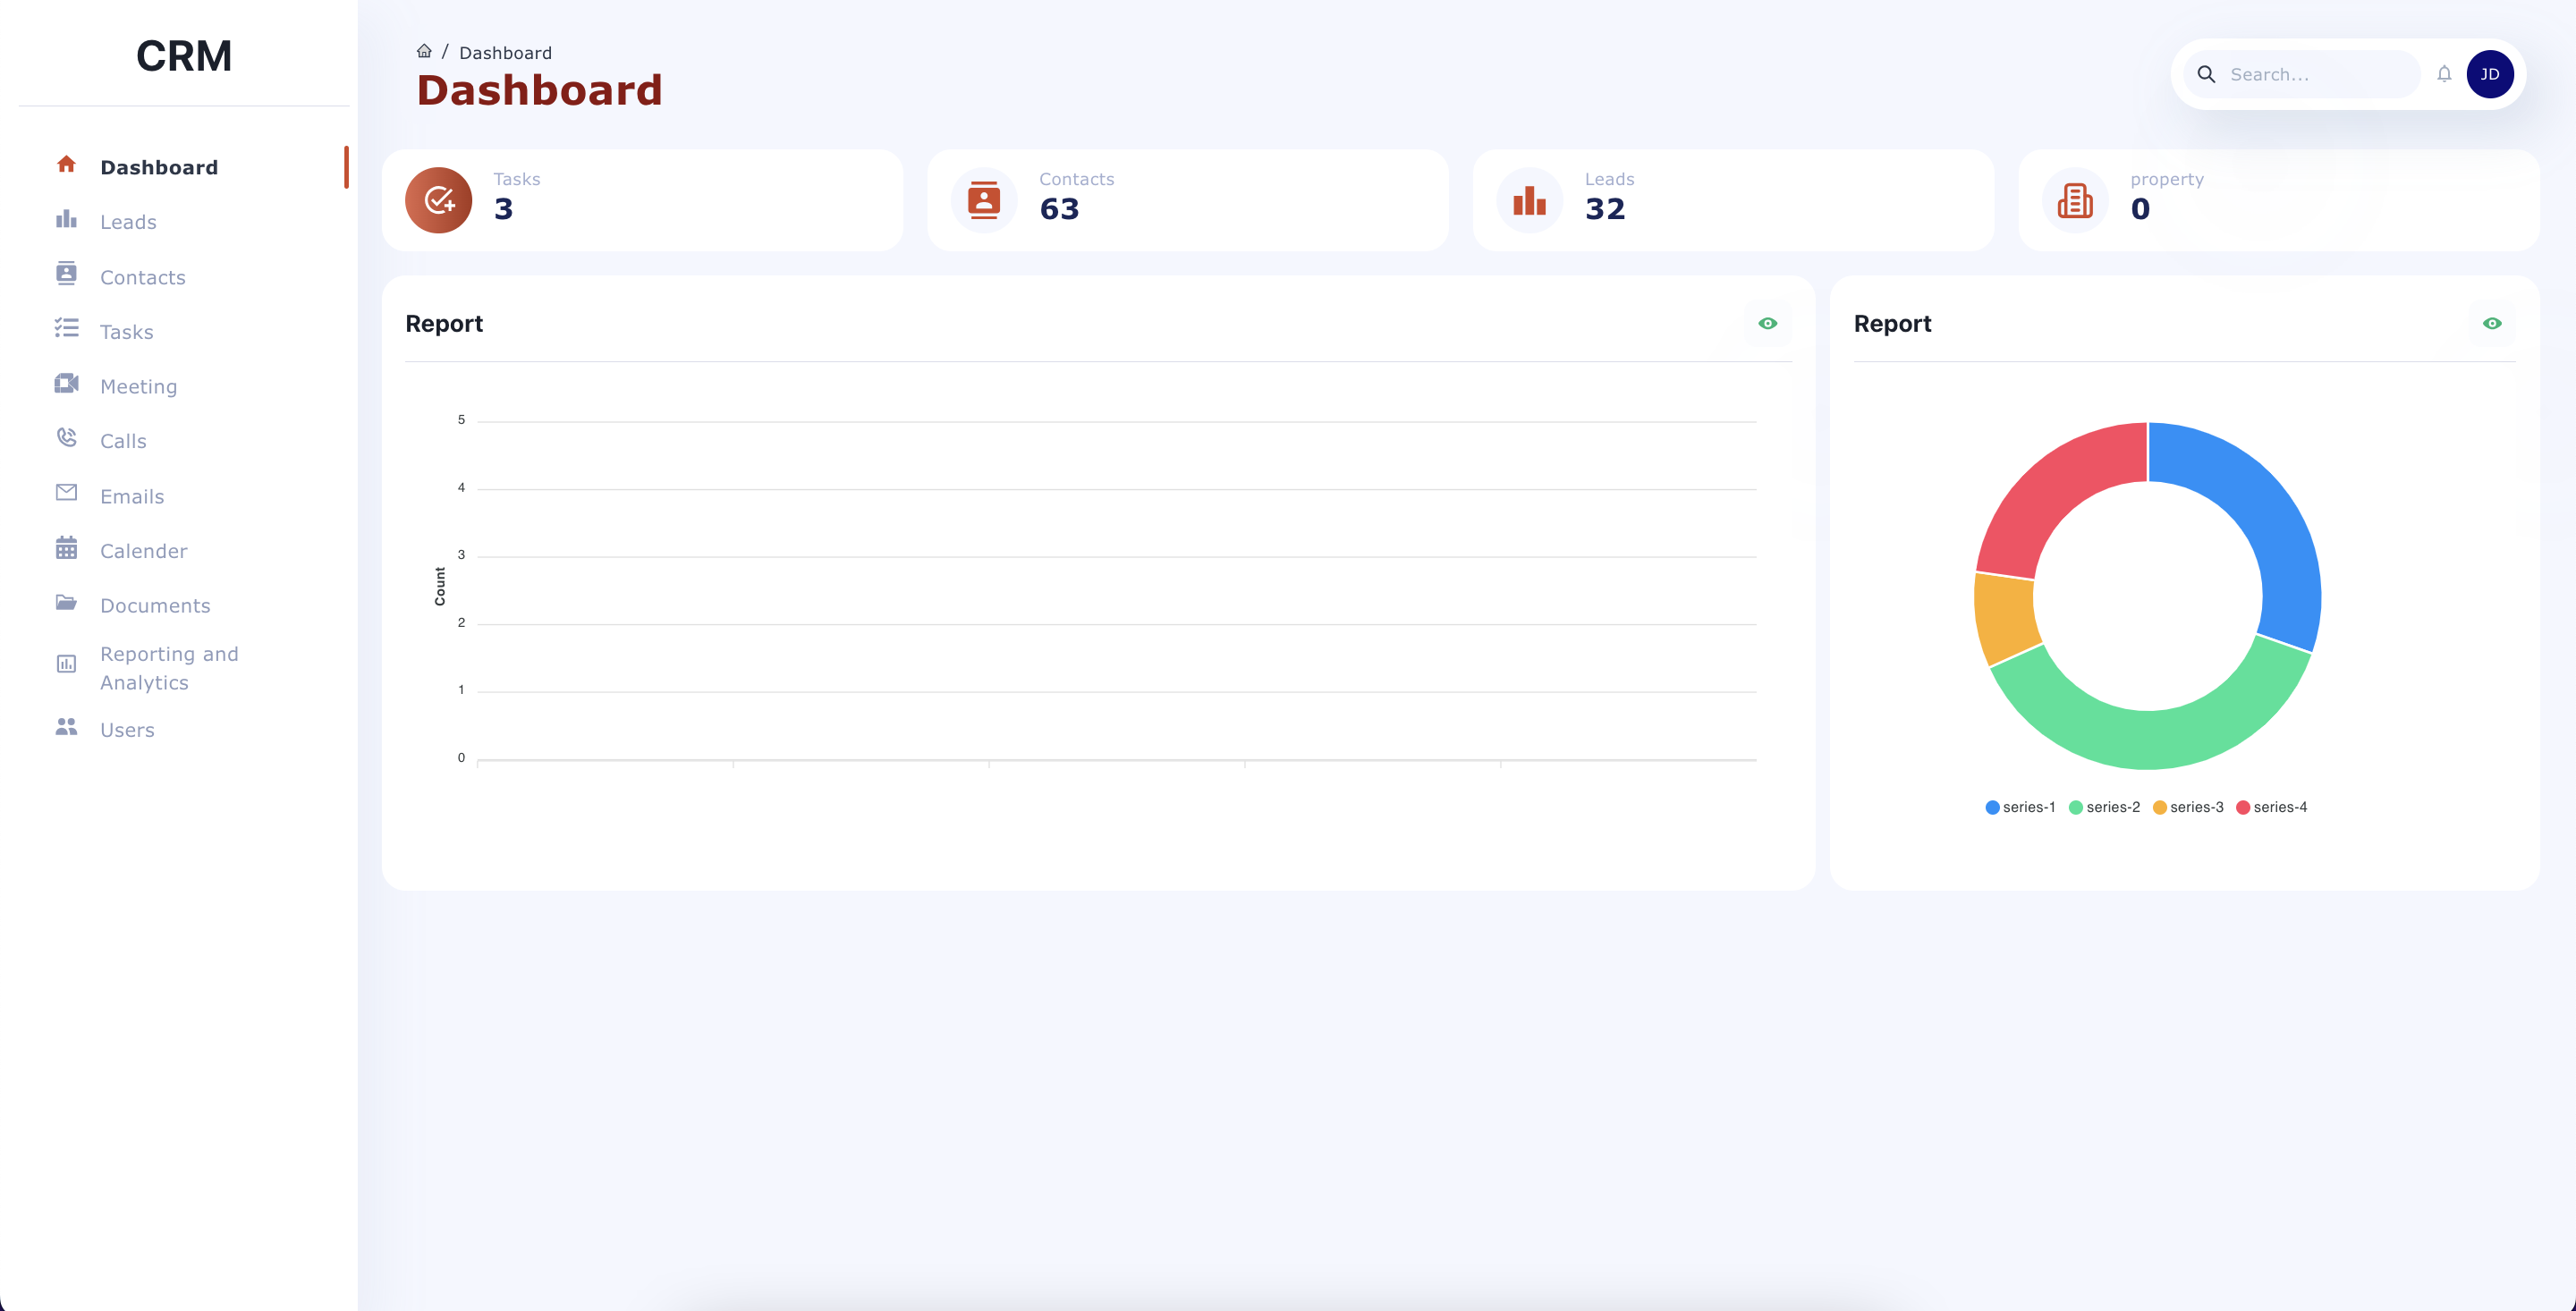 CRM
Dashboard
Leads
Contacts
Tasks
Meeting
Calls
Emails
Calender
Documents
Reporting and
Analytics
Users
/ Dashboard
Dashboard
Search...
JD
Tasks
3
Contacts
63
Leads
32
property
0
Report
5
4
3
2
1
0
Count
Report
series-1 series-2 series-3 series-4